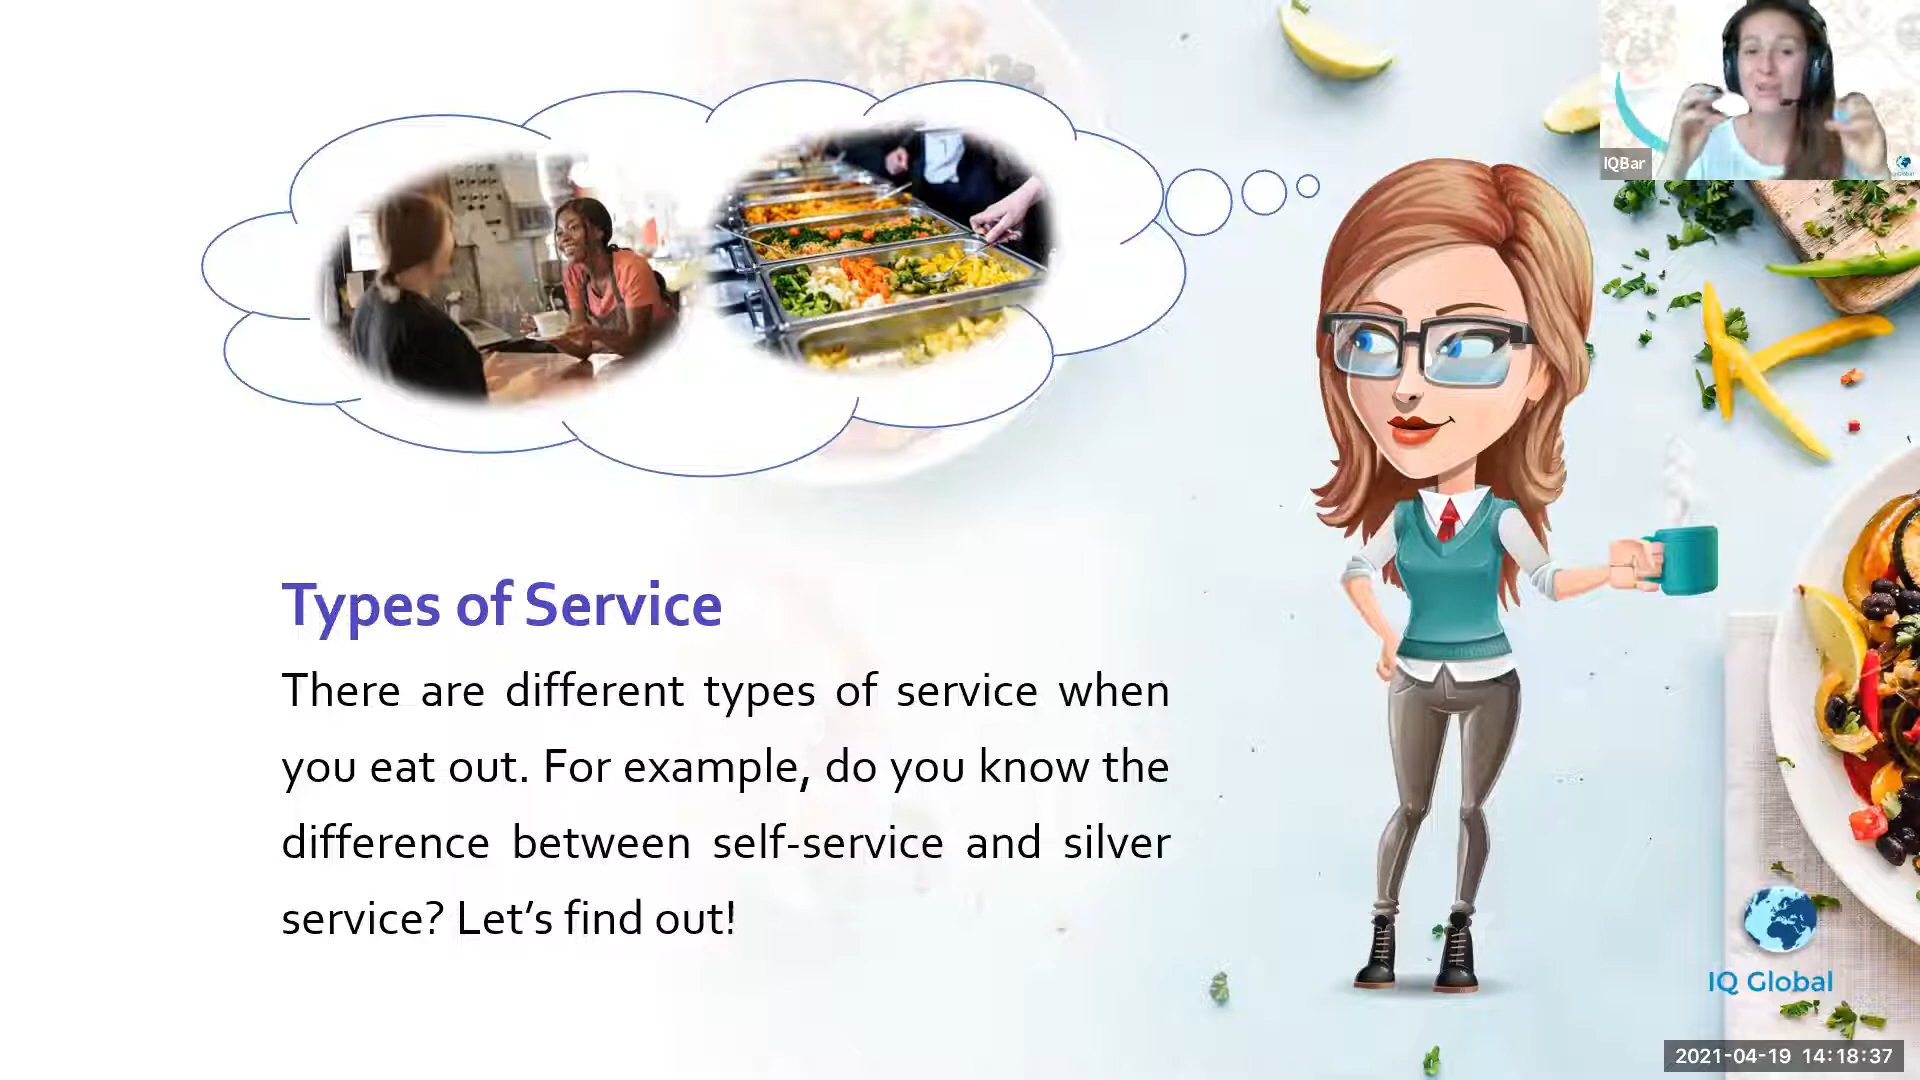 IQBar
Types of Service
There are different types of service when
you eat out. For example, do you know the
difference between self-service and silver
service? Let’s find out!
IQ Global
2021-04-19 14:18:37